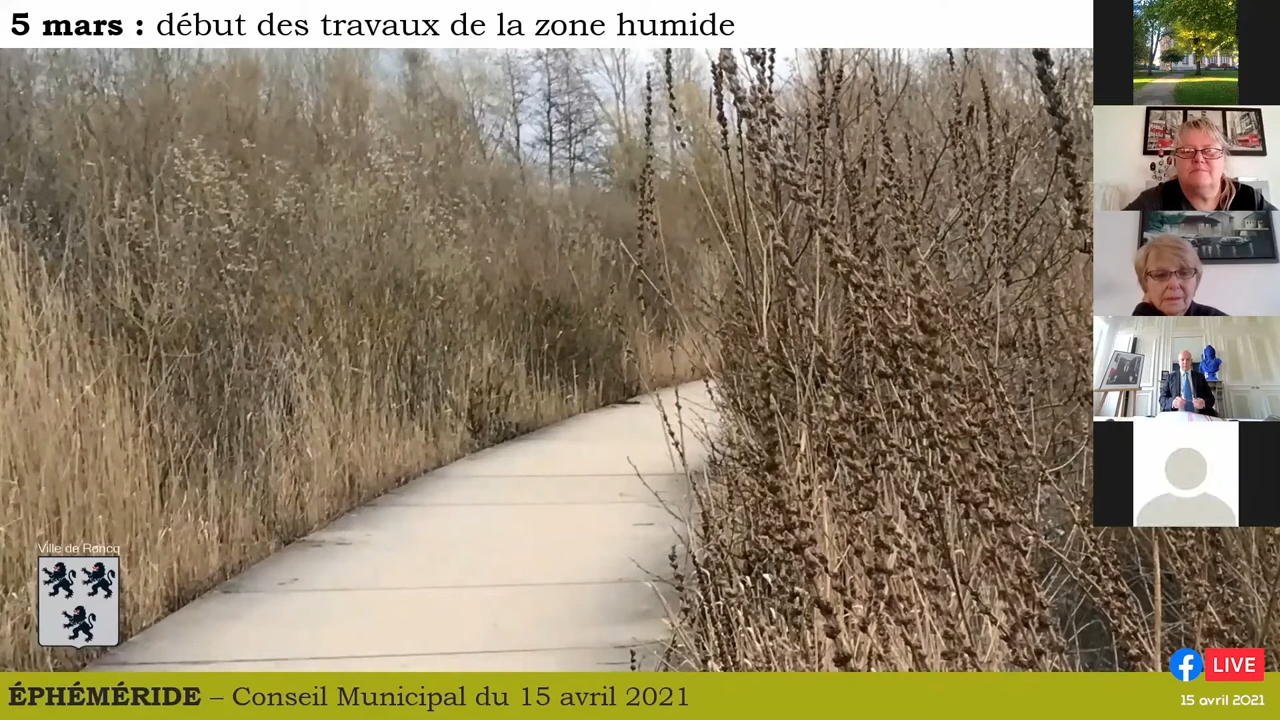 5 mars : début des travaux de la zone humide
Ville de Roncq
ÉPHÉMÉRIDE – Conseil Municipal du 15 avril 2021
LIVE
15 avril 2021